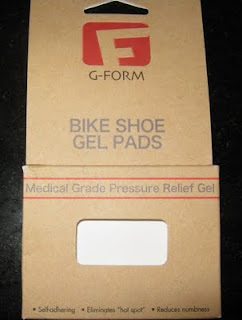 G-FORM
BIKE SHOE
GEL PADS
Medical Grade Pressure Relief Gel
• Self-adhering • Eliminates "hot spot" • Reduces numbness